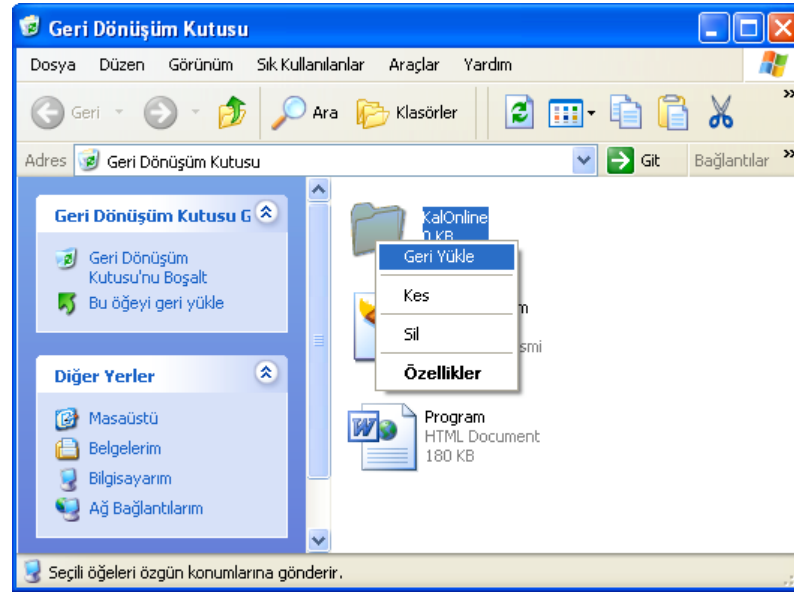 Geri Dönüşüm Kutusu
Dosya Düzen Görünüm Sık Kullanılanlar Araçlar Yardım
Geri Ara Klasörler
Adres Geri Dönüşüm Kutusu Git Bağlantılar
Geri Dönüşüm Kutusu G
Geri Dönüşüm
Kutusu'nu Boşalt
Bu öğeyi geri yükle
Diğer Yerler
Masaüstü
Belgelerim
Bilgisayarım
Ağ Bağlantılarım
KalOnline
0 KB
Geri Yükle
Kes
Sil
Özellikler
Program
HTML Document
180 KB
Seçili öğeleri özgün konumlarına gönderir.